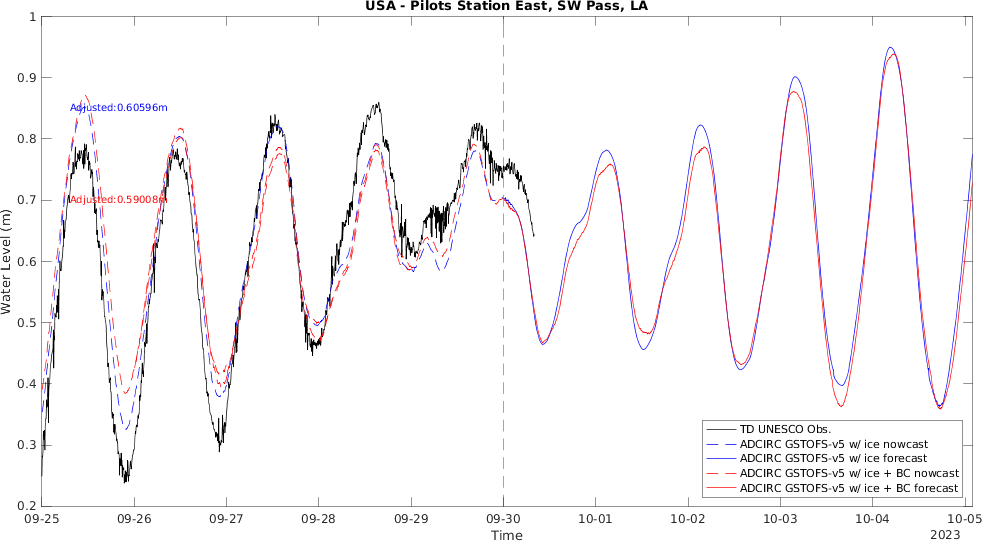 USA - Pilots Station East, SW Pass, LA
1
0.9
0.8
0.7
0.6
0.5
0.4
0.3
0.2
Water Level (m)
Adjusted:0.60596m
Adjusted:0.59008m
TD UNESCO Obs.
ADCIRC GSTOFS-v5 w/ ice nowcast
ADCIRC GSTOFS-v5 w/ ice forecast
ADCIRC GSTOFS-v5 w/ ice + BC nowcast
ADCIRC GSTOFS-v5 w/ ice + BC forecast
09-25 09-26 09-27 09-28 09-29 09-30 10-01 10-02 10-03 10-04 10-05
Time
2023